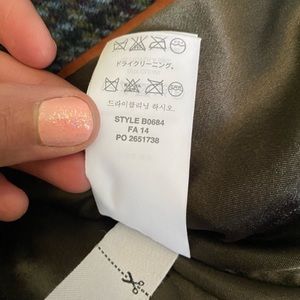 ドライクリーニング。
드라이클리닝 하시오.
STYLE B0684
FA 14
PO 2651738